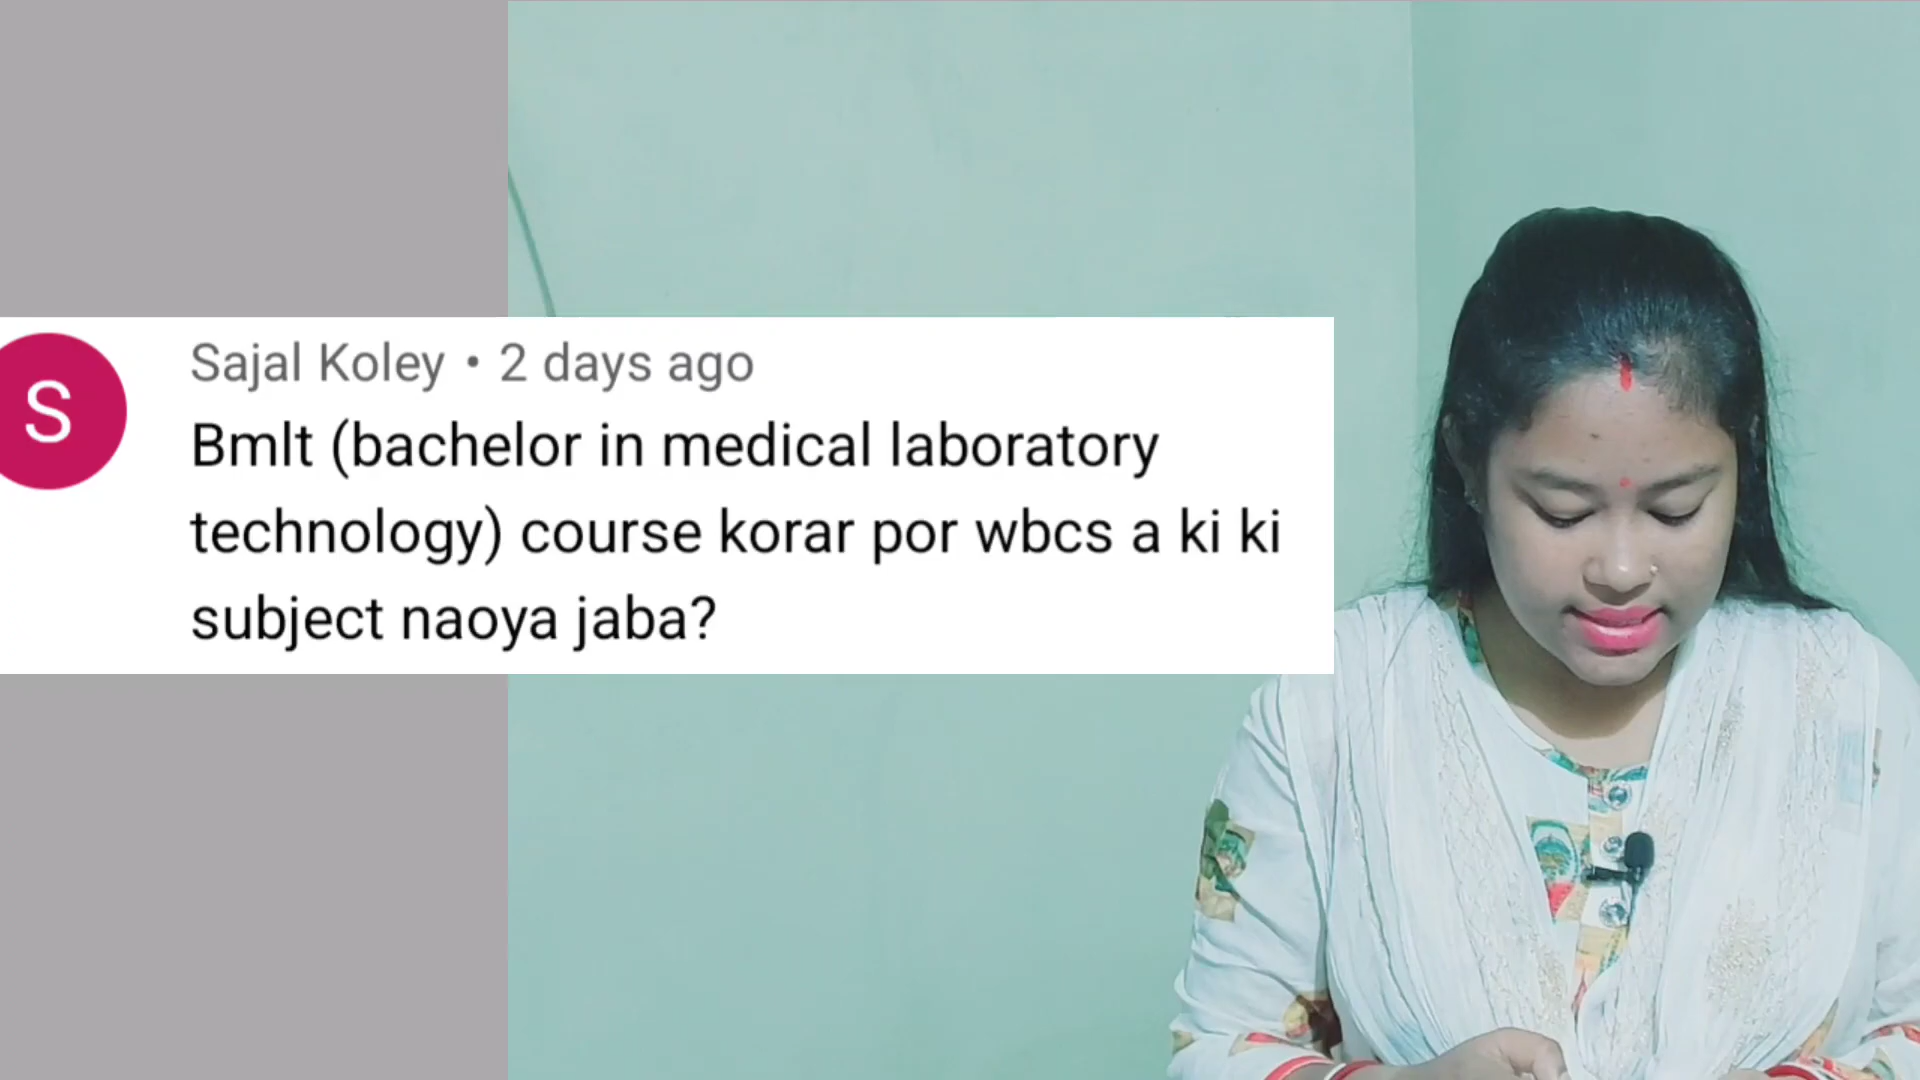 S
Sajal Koley • 2 days ago
Bmlt (bachelor in medical laboratory
technology) course korar por wbcs a ki ki
subject naoya jaba?